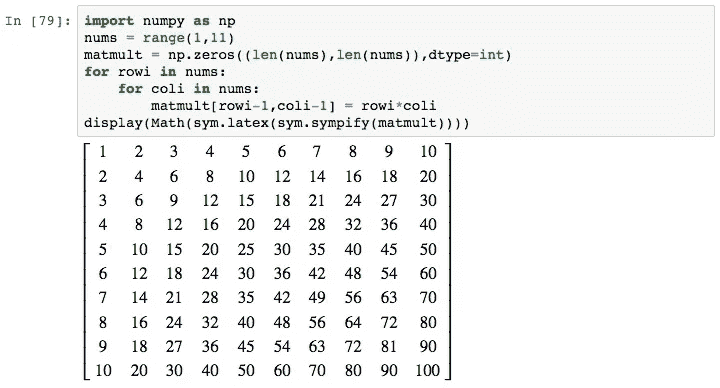 In [79]: import numpy as np
nums = range(1,11)
matmult = np.zeros((len(nums),len(nums)),dtype=int)
for rowi in nums:
    for coli in nums:
        matmult[rowi-1,coli-1] = rowi*coli
display(Math(sym.latex(sym.sympify(matmult))))
1 2 3 4 5 6 7 8 9 10
2 4 6 8 10 12 14 16 18 20
3 6 9 12 15 18 21 24 27 30
4 8 12 16 20 24 28 32 36 40
5 10 15 20 25 30 35 40 45 50
6 12 18 24 30 36 42 48 54 60
7 14 21 28 35 42 49 56 63 70
8 16 24 32 40 48 56 64 72 80
9 18 27 36 45 54 63 72 81 90
10 20 30 40 50 60 70 80 90 100